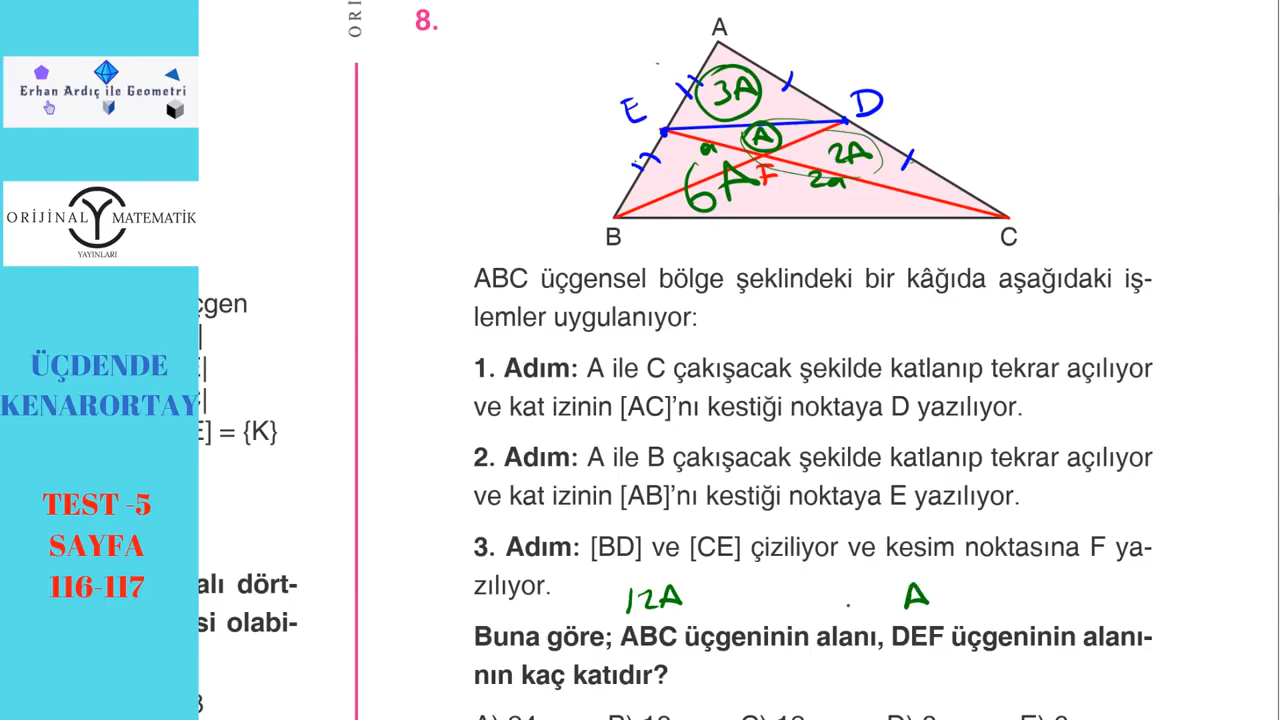 ORİ
8.
A
3A
E
D
A
a
2A
6A
F
2a
B
C
Erhan Ardıç ile Geometri
ORİJİNAL MATEMATİK
YAYINLARI
ÜÇDENDE
KENARORTAY
TEST -5
SAYFA
116-117
çgen
E|
] = {K}
alı dört-
si olabi-
ABC üçgensel bölge şeklindeki bir kâğıda aşağıdaki iş-
lemler uygulanıyor:
1. Adım: A ile C çakışacak şekilde katlanıp tekrar açılıyor
ve kat izinin [AC]’nı kestiği noktaya D yazılıyor.
2. Adım: A ile B çakışacak şekilde katlanıp tekrar açılıyor
ve kat izinin [AB]’nı kestiği noktaya E yazılıyor.
3. Adım: [BD] ve [CE] çiziliyor ve kesim noktasına F ya-
zılıyor.
12A A
Buna göre; ABC üçgeninin alanı, DEF üçgeninin alanı-
nın kaç katıdır?